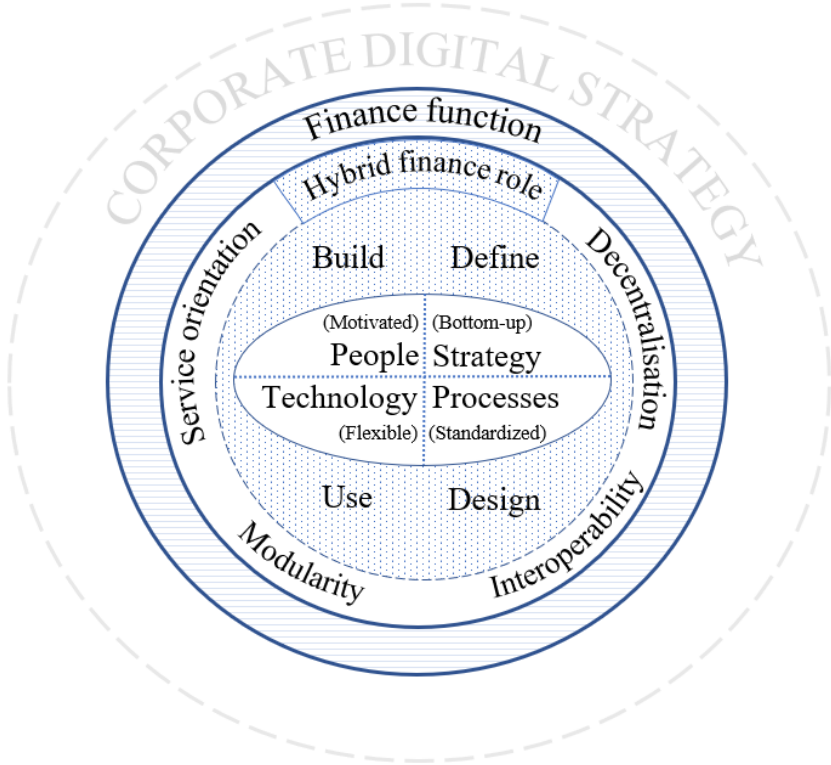 CORPORATE DIGITAL STRATEGY
Finance function
Hybrid finance role
Service orientation
Decentralisation
Build
Define
(Motivated)
(Bottom-up)
People
Strategy
Technology
Processes
(Flexible)
(Standardized)
Use
Design
Modularity
Interoperability